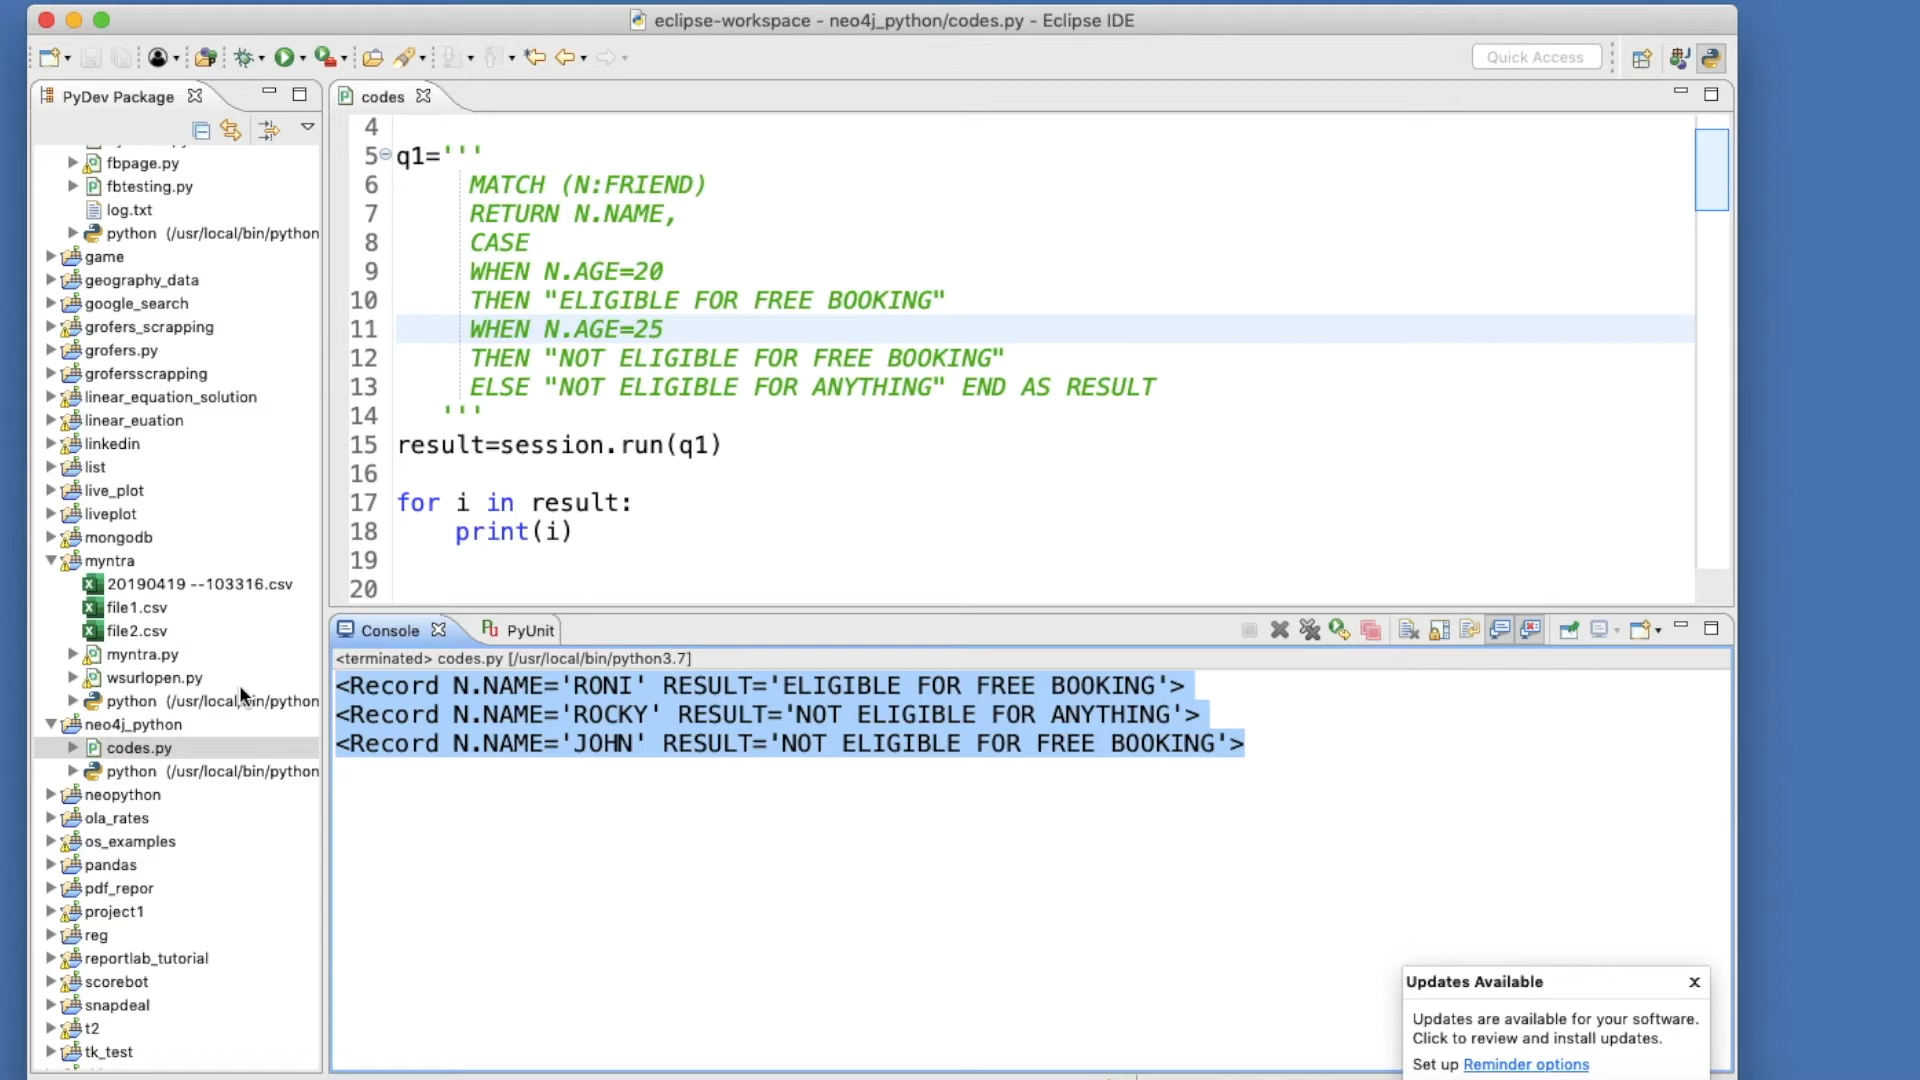 eclipse-workspace - neo4j_python/codes.py - Eclipse IDE
Quick Access
PyDev Package
codes
fbpage.py
fbtesting.py
log.txt
python (/usr/local/bin/python
game
geography_data
google_search
grofers_scrapping
grofers.py
grofersscrapping
linear_equation_solution
linear_euation
linkedin
list
live_plot
liveplot
mongodb
myntra
20190419 --103316.csv
file1.csv
file2.csv
myntra.py
wsurlopen.py
python (/usr/local/bin/python
neo4j_python
codes.py
python (/usr/local/bin/python
neopython
ola_rates
os_examples
pandas
pdf_repor
project1
reg
reportlab_tutorial
scorebot
snapdeal
t2
tk_test
4
5 q1='''
6 MATCH (N:FRIEND)
7 RETURN N.NAME,
8 CASE
9 WHEN N.AGE=20
10 THEN "ELIGIBLE FOR FREE BOOKING"
11 WHEN N.AGE=25
12 THEN "NOT ELIGIBLE FOR FREE BOOKING"
13 ELSE "NOT ELIGIBLE FOR ANYTHING" END AS RESULT
14 '''
15 result=session.run(q1)
16
17 for i in result:
18 print(i)
19
20
Console
PyUnit
<terminated> codes.py [/usr/local/bin/python3.7]
<Record N.NAME='RONI' RESULT='ELIGIBLE FOR FREE BOOKING'>
<Record N.NAME='ROCKY' RESULT='NOT ELIGIBLE FOR ANYTHING'>
<Record N.NAME='JOHN' RESULT='NOT ELIGIBLE FOR FREE BOOKING'>
Updates Available x
Updates are available for your software.
Click to review and install updates.
Set up Reminder options